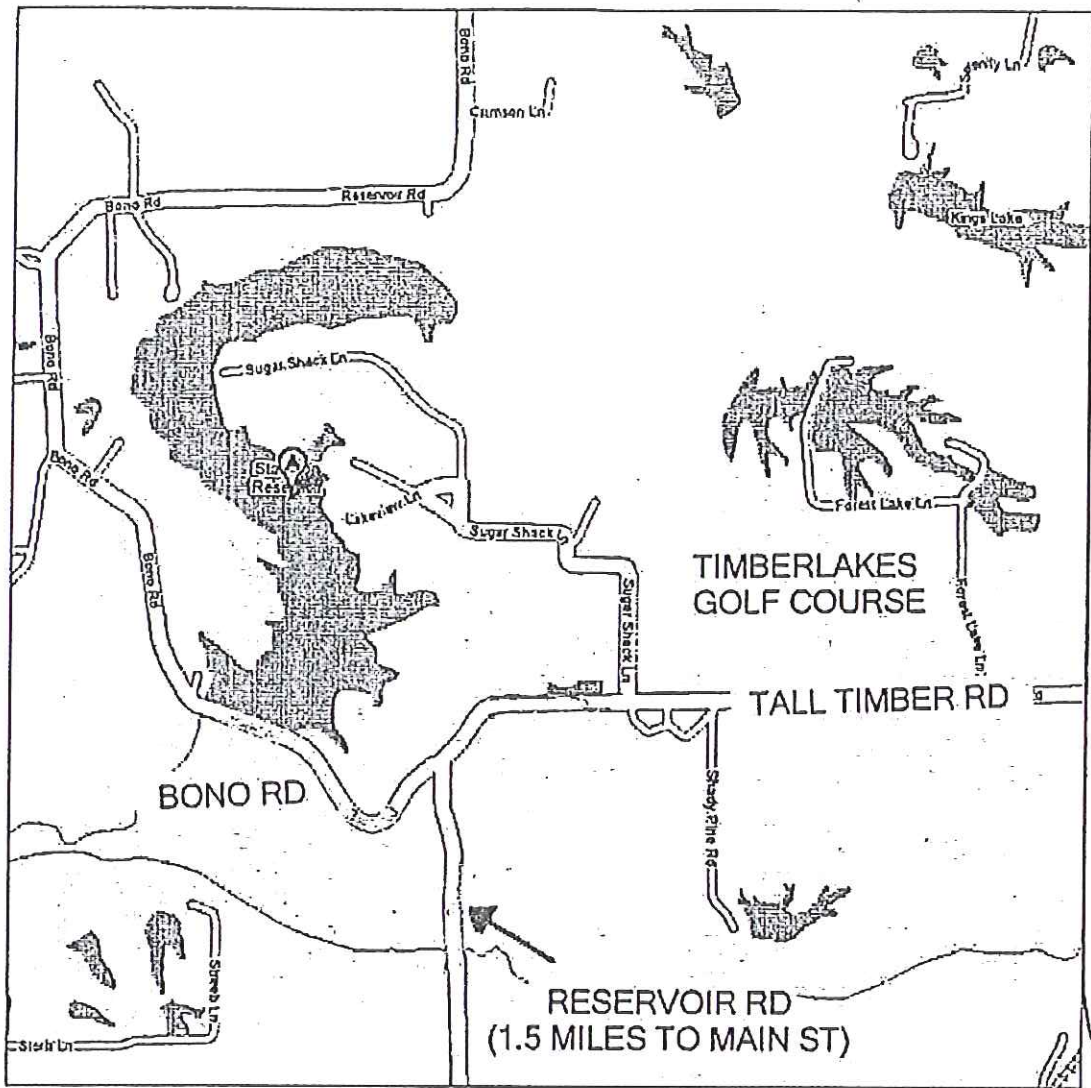 Bono Rd
Crimson Ln
Reservoir Rd
Bono Rd
Kings Lake
Bono Rd
Sugar Shack Ln
Bono Rd
A
Lakeview Ln
Sugar Shack L
Forest Lake Ln
Bono Rd
TIMBERLAKES
GOLF COURSE
Sugar Shack Ln
Forest Lake Ln
TALL TIMBER RD
BONO RD
Shady Pine Rd
RESERVOIR RD
(1.5 MILES TO MAIN ST)